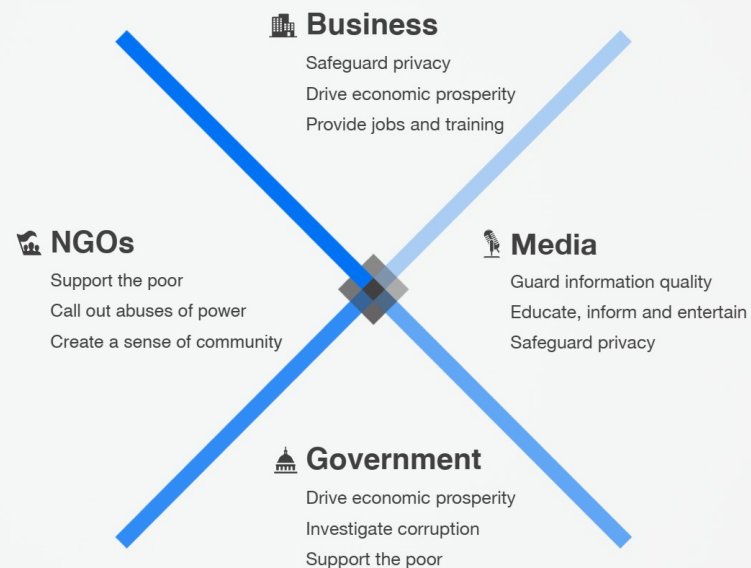 Business
Safeguard privacy
Drive economic prosperity
Provide jobs and training
NGOs
Support the poor
Call out abuses of power
Create a sense of community
Media
Guard information quality
Educate, inform and entertain
Safeguard privacy
Government
Drive economic prosperity
Investigate corruption
Support the poor